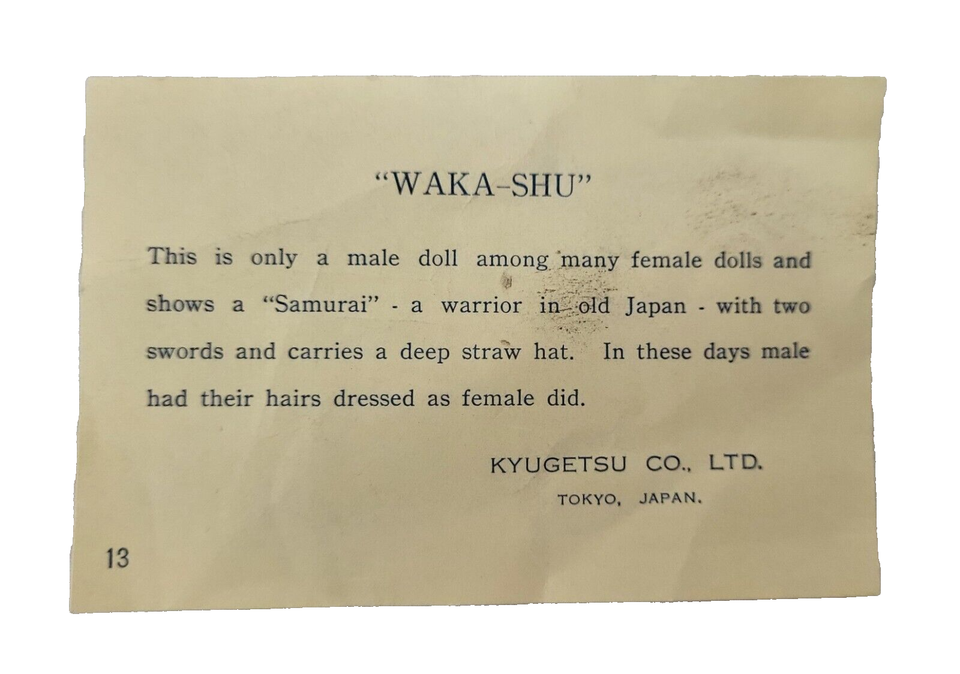 “WAKA-SHU”
This is only a male doll among many female dolls and
shows a “Samurai” - a warrior in old Japan - with two
swords and carries a deep straw hat. In these days male
had their hairs dressed as female did.
KYUGETSU CO., LTD.
TOKYO, JAPAN.
13